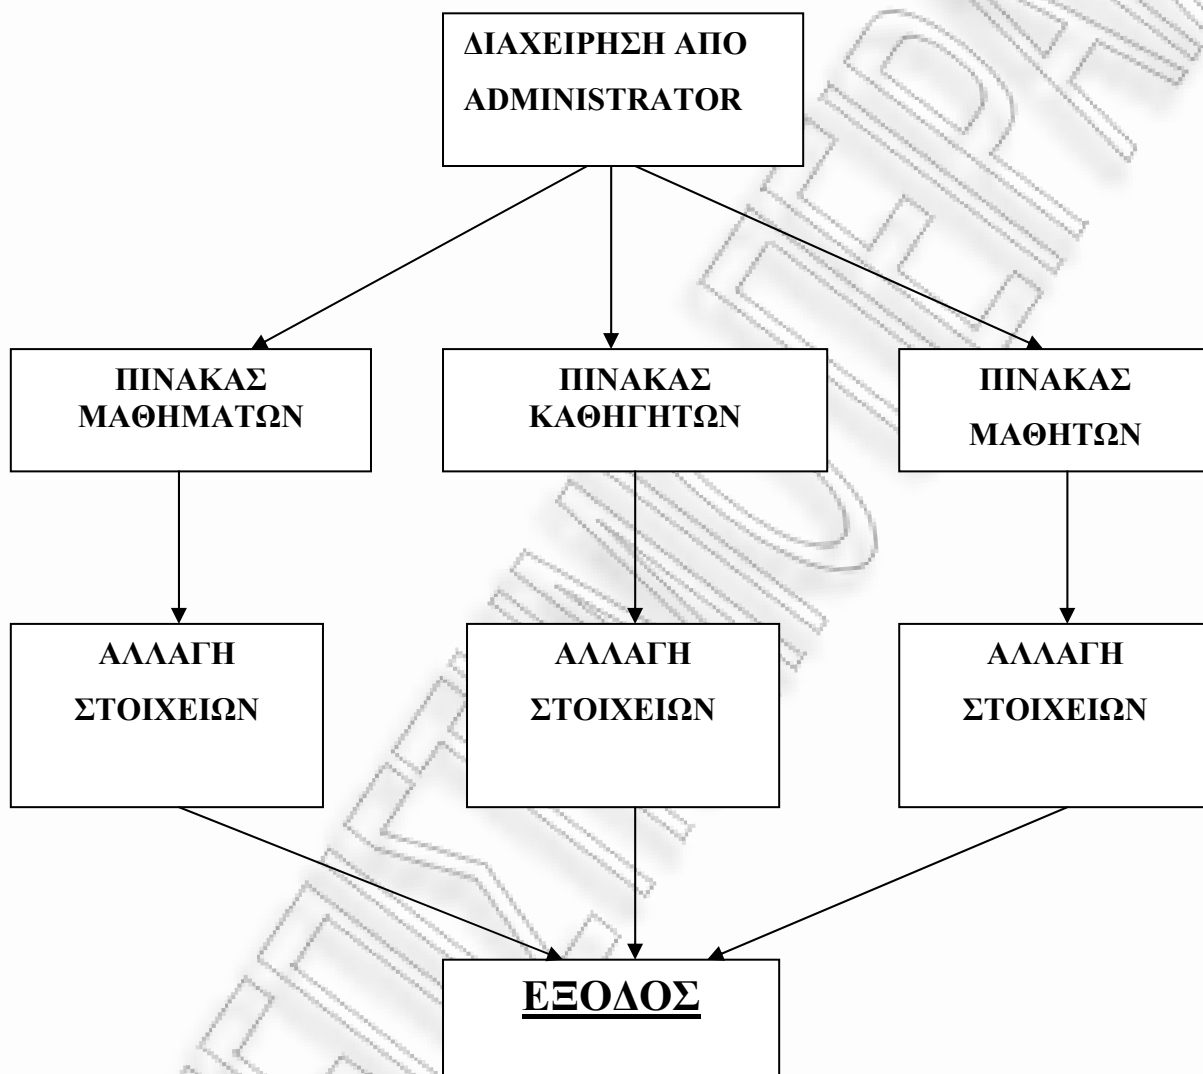 ΔΙΑΧΕΙΡΗΣΗ ΑΠΟ
ADMINISTRATOR
ΠΙΝΑΚΑΣ
ΜΑΘΗΜΑΤΩΝ
ΠΙΝΑΚΑΣ
ΚΑΘΗΓΗΤΩΝ
ΠΙΝΑΚΑΣ
ΜΑΘΗΤΩΝ
ΑΛΛΑΓΗ
ΣΤΟΙΧΕΙΩΝ
ΑΛΛΑΓΗ
ΣΤΟΙΧΕΙΩΝ
ΑΛΛΑΓΗ
ΣΤΟΙΧΕΙΩΝ
ΕΞΟΔΟΣ